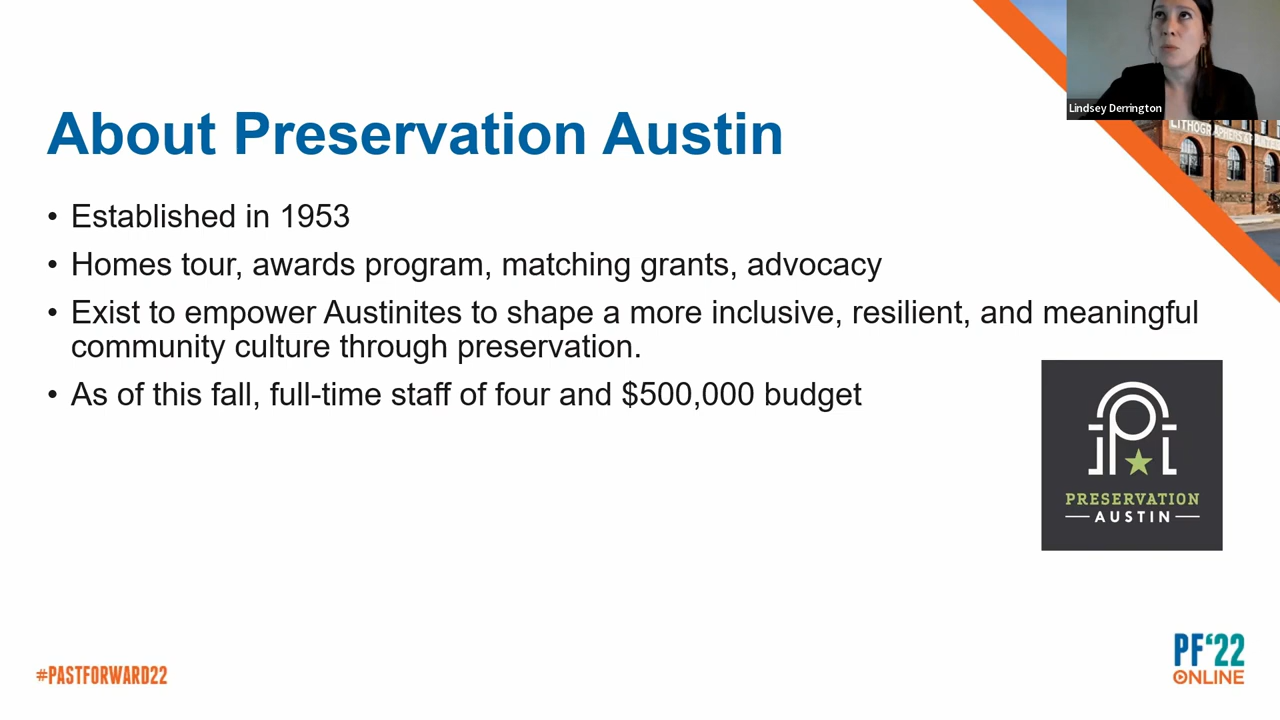 Lindsey Derrington
LITHOGRAPHERS
About Preservation Austin
• Established in 1953
• Homes tour, awards program, matching grants, advocacy
• Exist to empower Austinites to shape a more inclusive, resilient, and meaningful
community culture through preservation.
• As of this fall, full-time staff of four and $500,000 budget
PRESERVATION
AUSTIN
#PASTFORWARD22
PF‘22
ONLINE